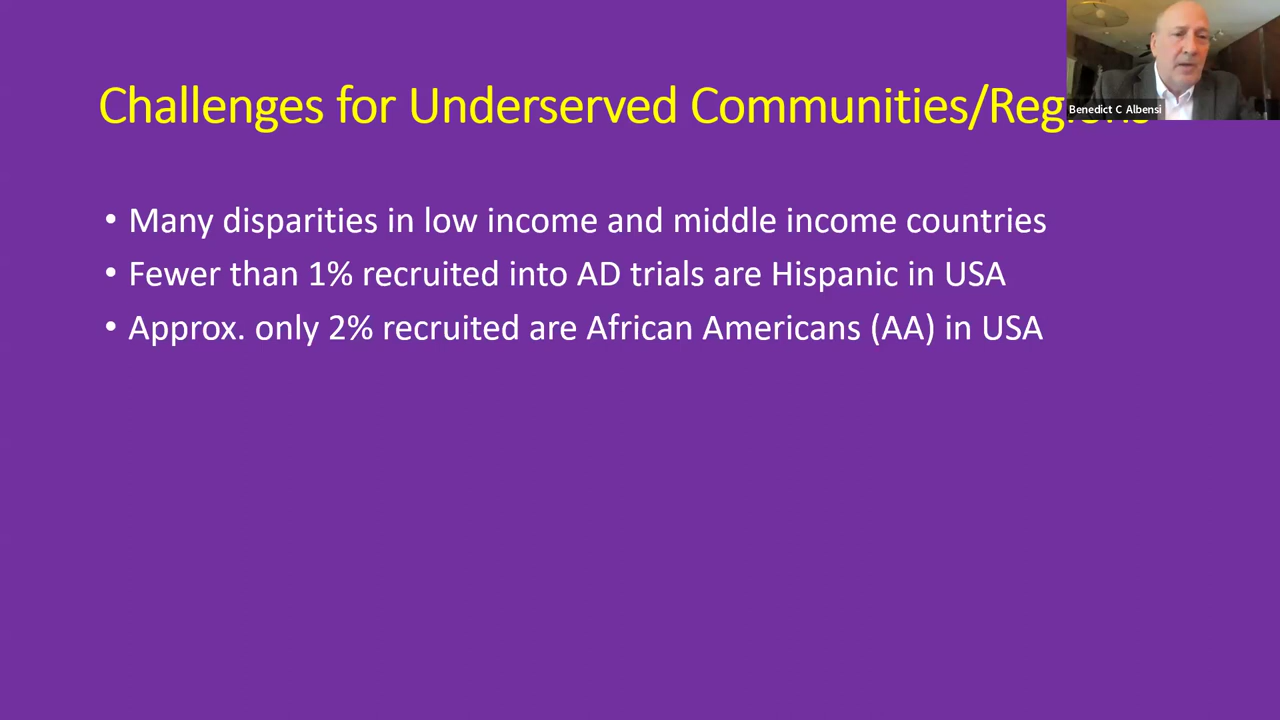 Challenges for Underserved Communities/Regions
Benedict C Albensi
• Many disparities in low income and middle income countries
• Fewer than 1% recruited into AD trials are Hispanic in USA
• Approx. only 2% recruited are African Americans (AA) in USA